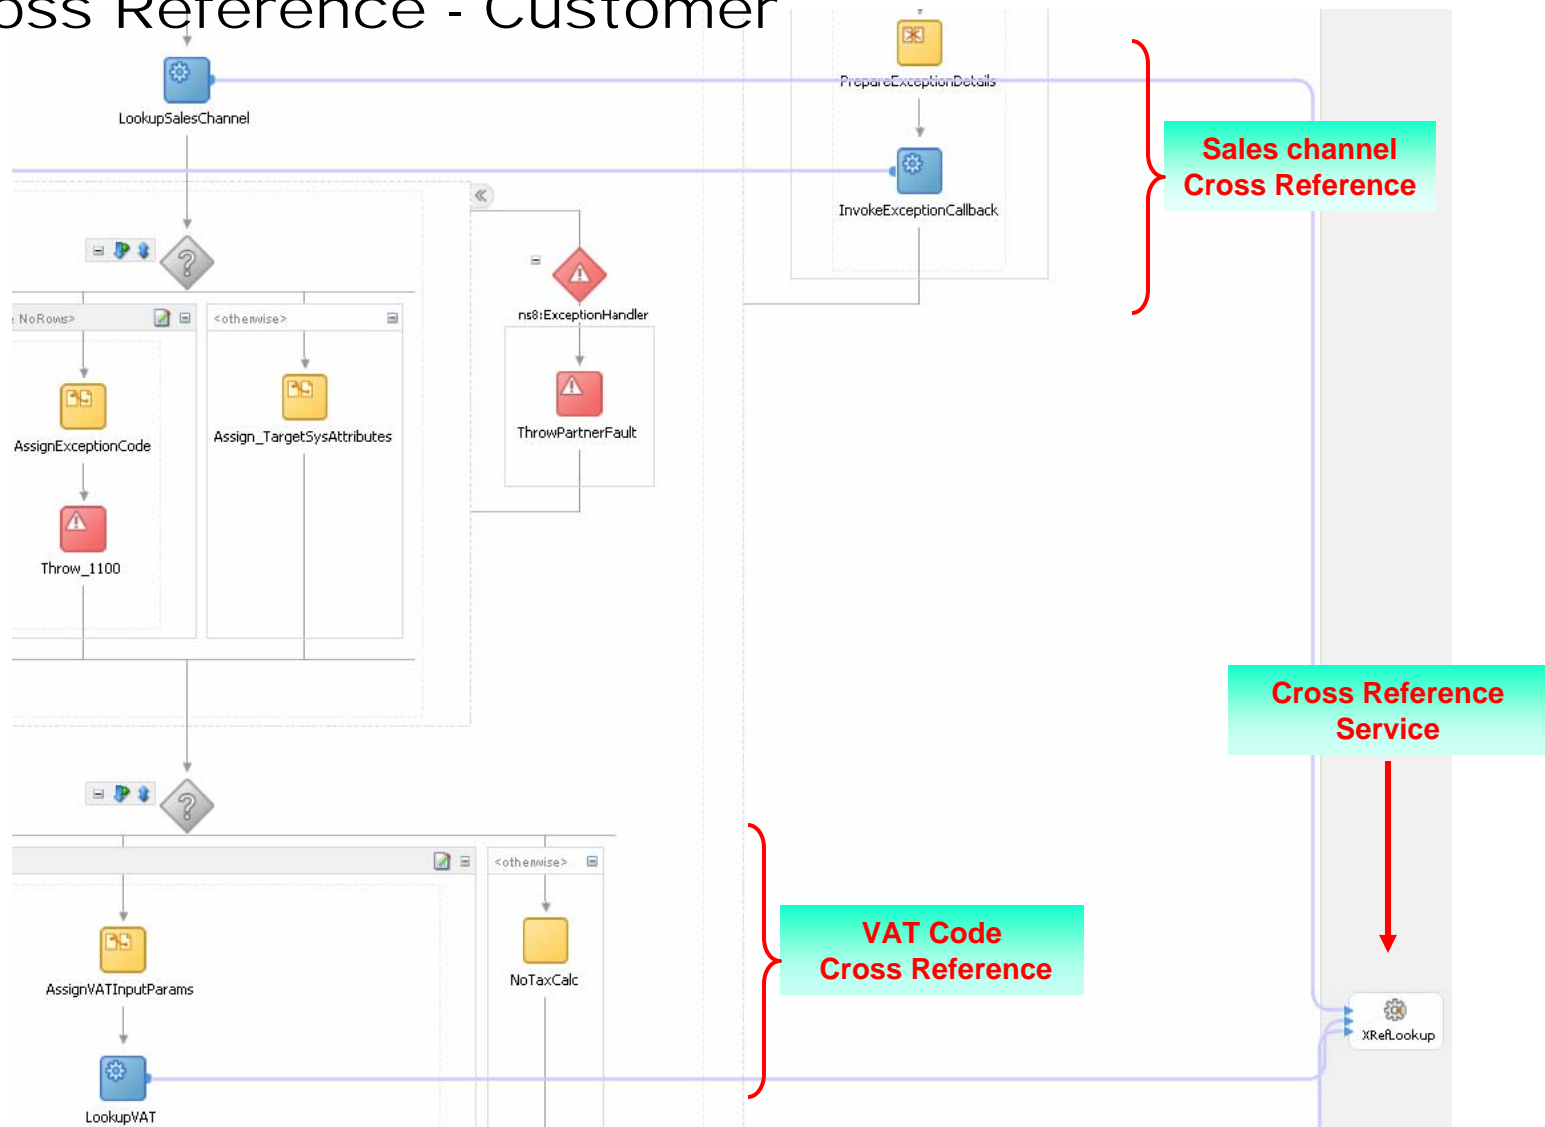 oss Reference - Customer
PrepareExceptionDetails
LookupSalesChannel
Sales channel
Cross Reference
InvokeExceptionCallback
NoRows>
<otherwise>
ns8:ExceptionHandler
AssignExceptionCode
Assign_TargetSysAttributes
ThrowPartnerFault
Throw_1100
Cross Reference
Service
<otherwise>
VAT Code
Cross Reference
AssignVATInputParams
NoTaxCalc
XRefLookup
LookupVAT